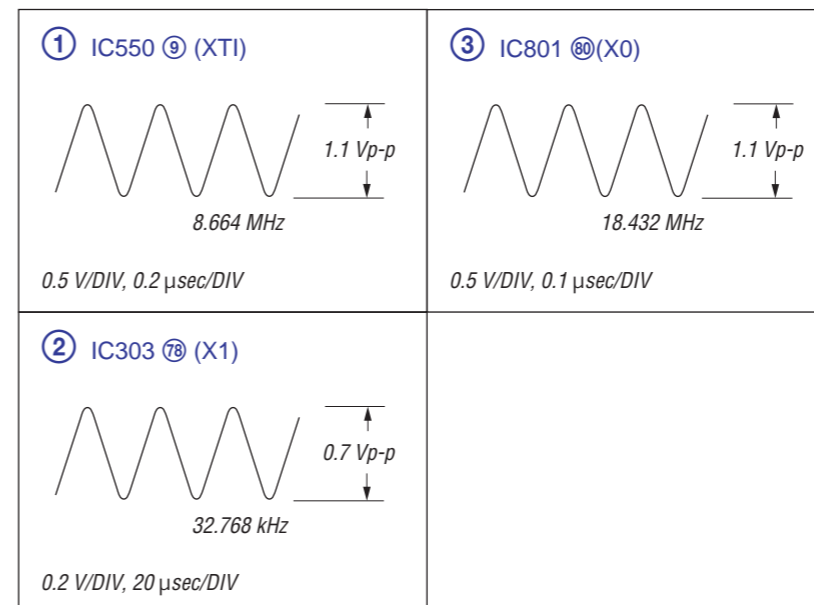 ① IC550 ⑨ (XTI)
1.1 Vp-p
8.664 MHz
0.5 V/DIV, 0.2 µsec/DIV
② IC303 78 (X1)
0.7 Vp-p
32.768 kHz
0.2 V/DIV, 20 µsec/DIV
③ IC801 80(X0)
1.1 Vp-p
18.432 MHz
0.5 V/DIV, 0.1 µsec/DIV